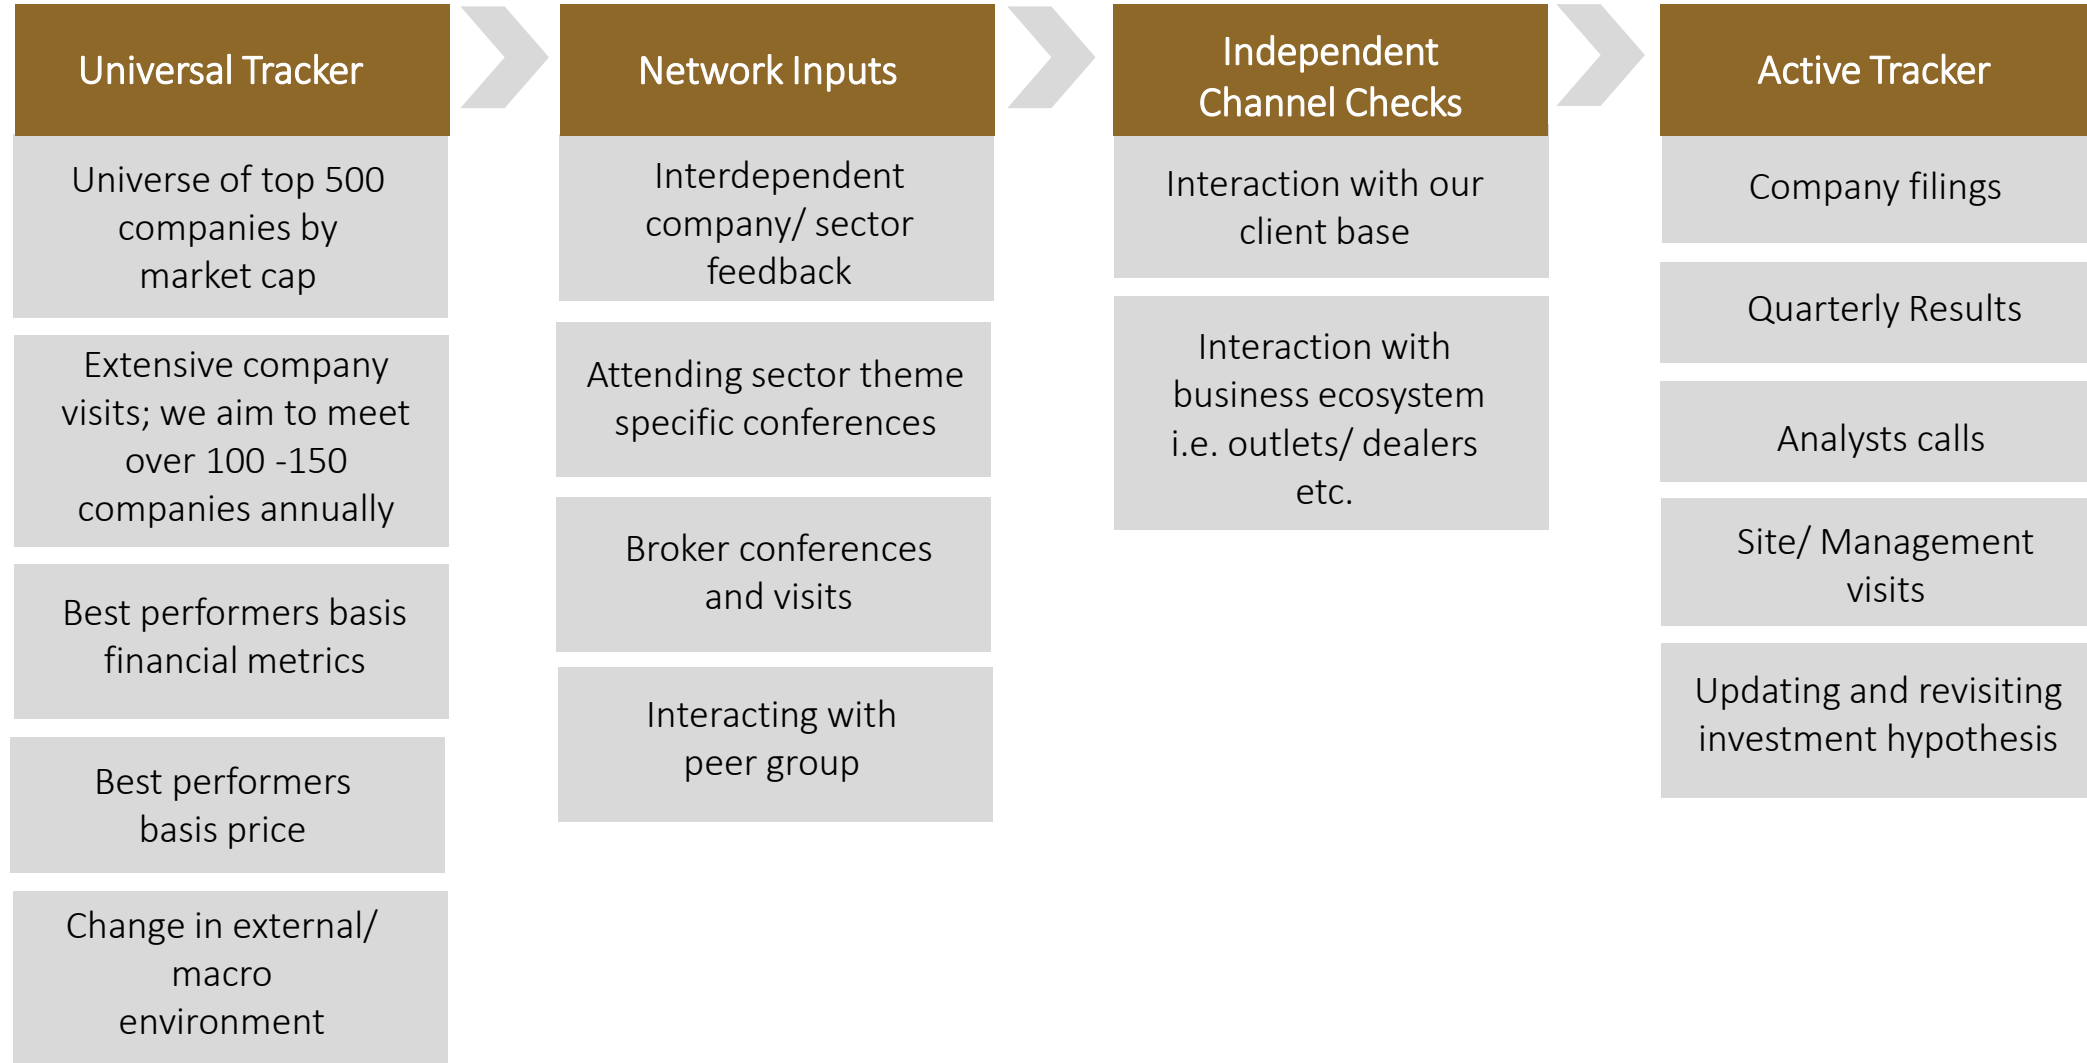 Universal Tracker
Universe of top 500
companies by
market cap
Extensive company
visits; we aim to meet
over 100 -150
companies annually
Best performers basis
financial metrics
Best performers
basis price
Change in external/
macro
environment
Network Inputs
Interdependent
company/ sector
feedback
Attending sector theme
specific conferences
Broker conferences
and visits
Interacting with
peer group
Independent
Channel Checks
Interaction with our
client base
Interaction with
business ecosystem
i.e. outlets/ dealers
etc.
Active Tracker
Company filings
Quarterly Results
Analysts calls
Site/ Management
visits
Updating and revisiting
investment hypothesis